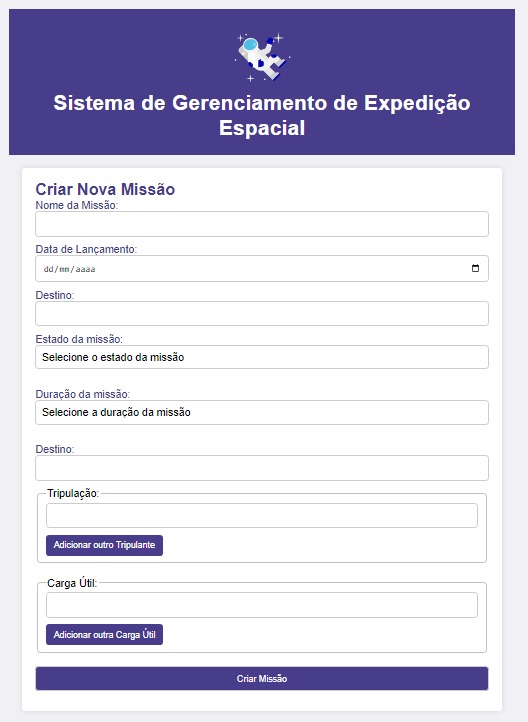 Sistema de Gerenciamento de Expedição
Espacial
Criar Nova Missão
Nome da Missão:
Data de Lançamento:
dd/mm/aaaa
Destino:
Estado da missão:
Selecione o estado da missão
Duração da missão:
Selecione a duração da missão
Destino:
Tripulação:
Adicionar outro Tripulante
Carga Útil:
Adicionar outra Carga Útil
Criar Missão